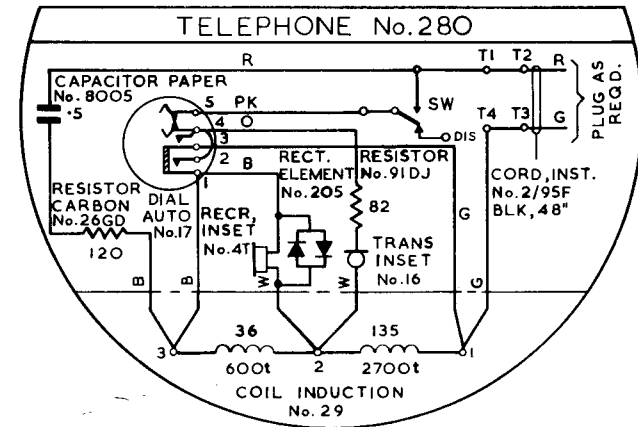 TELEPHONE No.280
R
T1 T2 R
CAPACITOR PAPER
No.8005
.5
5 PK
4 O
3
2
1 B
SW
DIS
T4 T3 G
PLUG AS
REQD.
RESISTOR
CARBON
No.26GD
120
DIAL
AUTO
No.17
RECT.
ELEMENT
No.205
RESISTOR
No.91DJ
82
CORD, INST.
No.2/95F
BLK, 48"
RECR,
INSET
No.4T
TRANS
INSET
No.16
G
B
B
W
W
G
36
135
3
2
1
600t
2700t
COIL INDUCTION
No.29